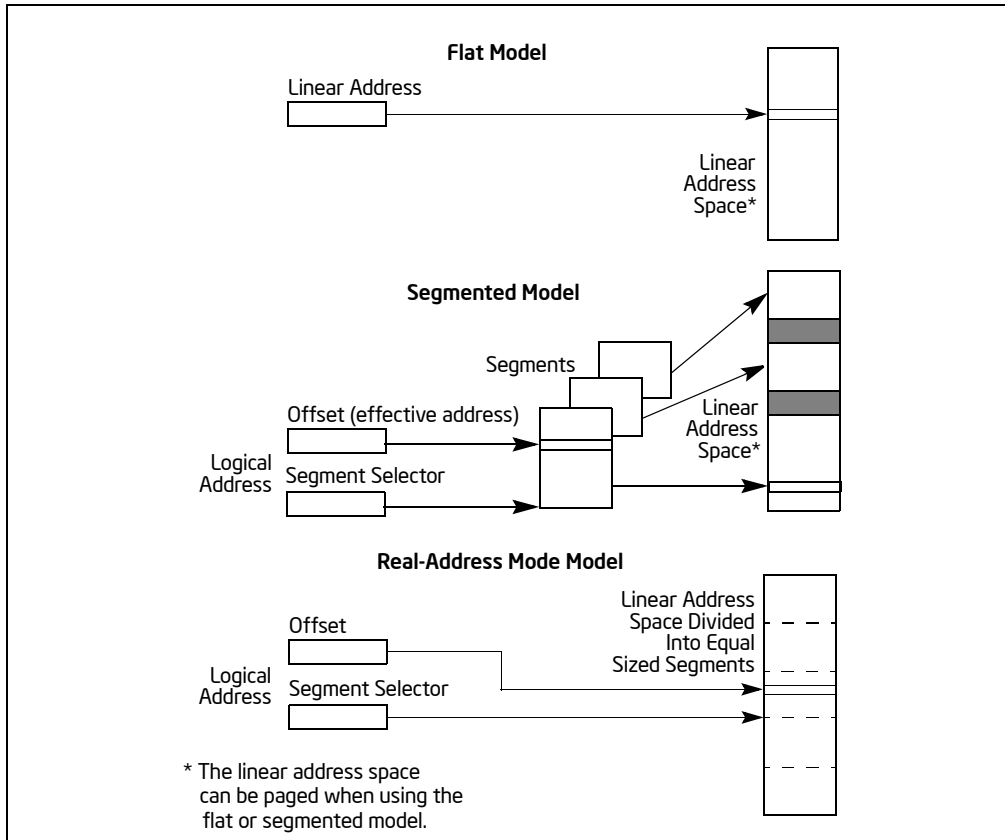 Flat Model
Linear Address
Linear
Address
Space*
Segmented Model
Segments
Offset (effective address)
Logical
Address
Segment Selector
Linear
Address
Space*
Real-Address Mode Model
Offset
Logical
Address
Segment Selector
Linear Address
Space Divided
Into Equal
Sized Segments
* The linear address space
can be paged when using the
flat or segmented model.